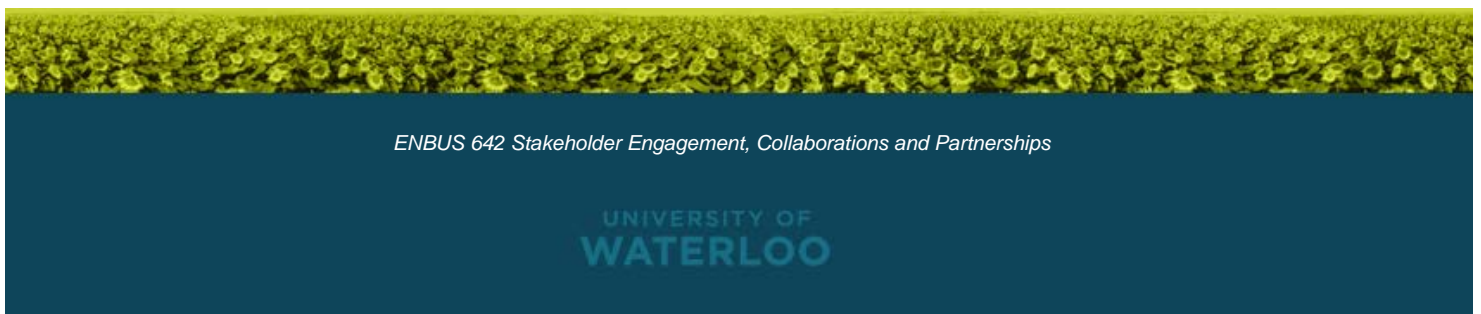 ENBUS 642 Stakeholder Engagement, Collaborations and Partnerships
UNIVERSITY OF
WATERLOO